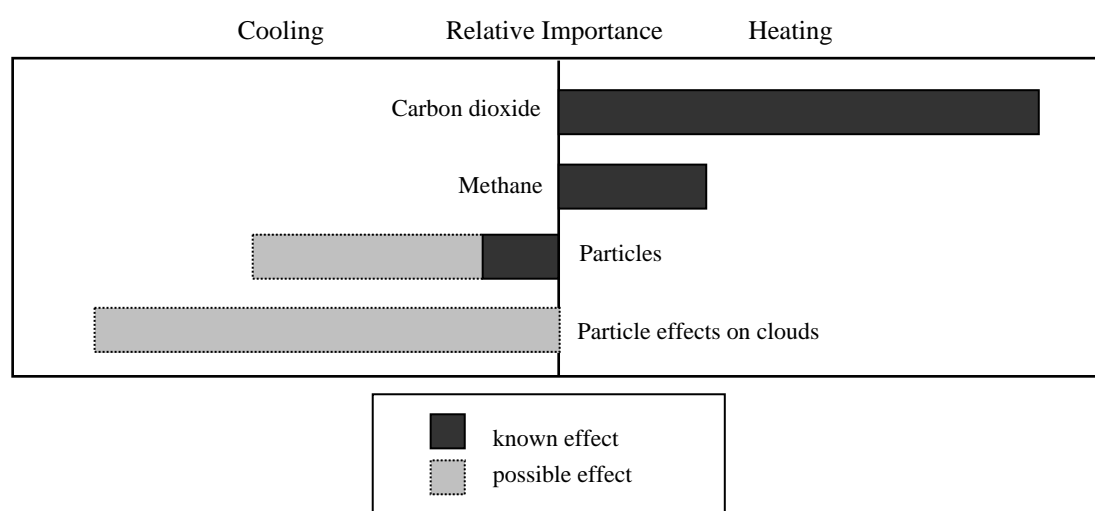 Cooling Relative Importance Heating
Carbon dioxide
Methane
Particles
Particle effects on clouds
known effect
possible effect